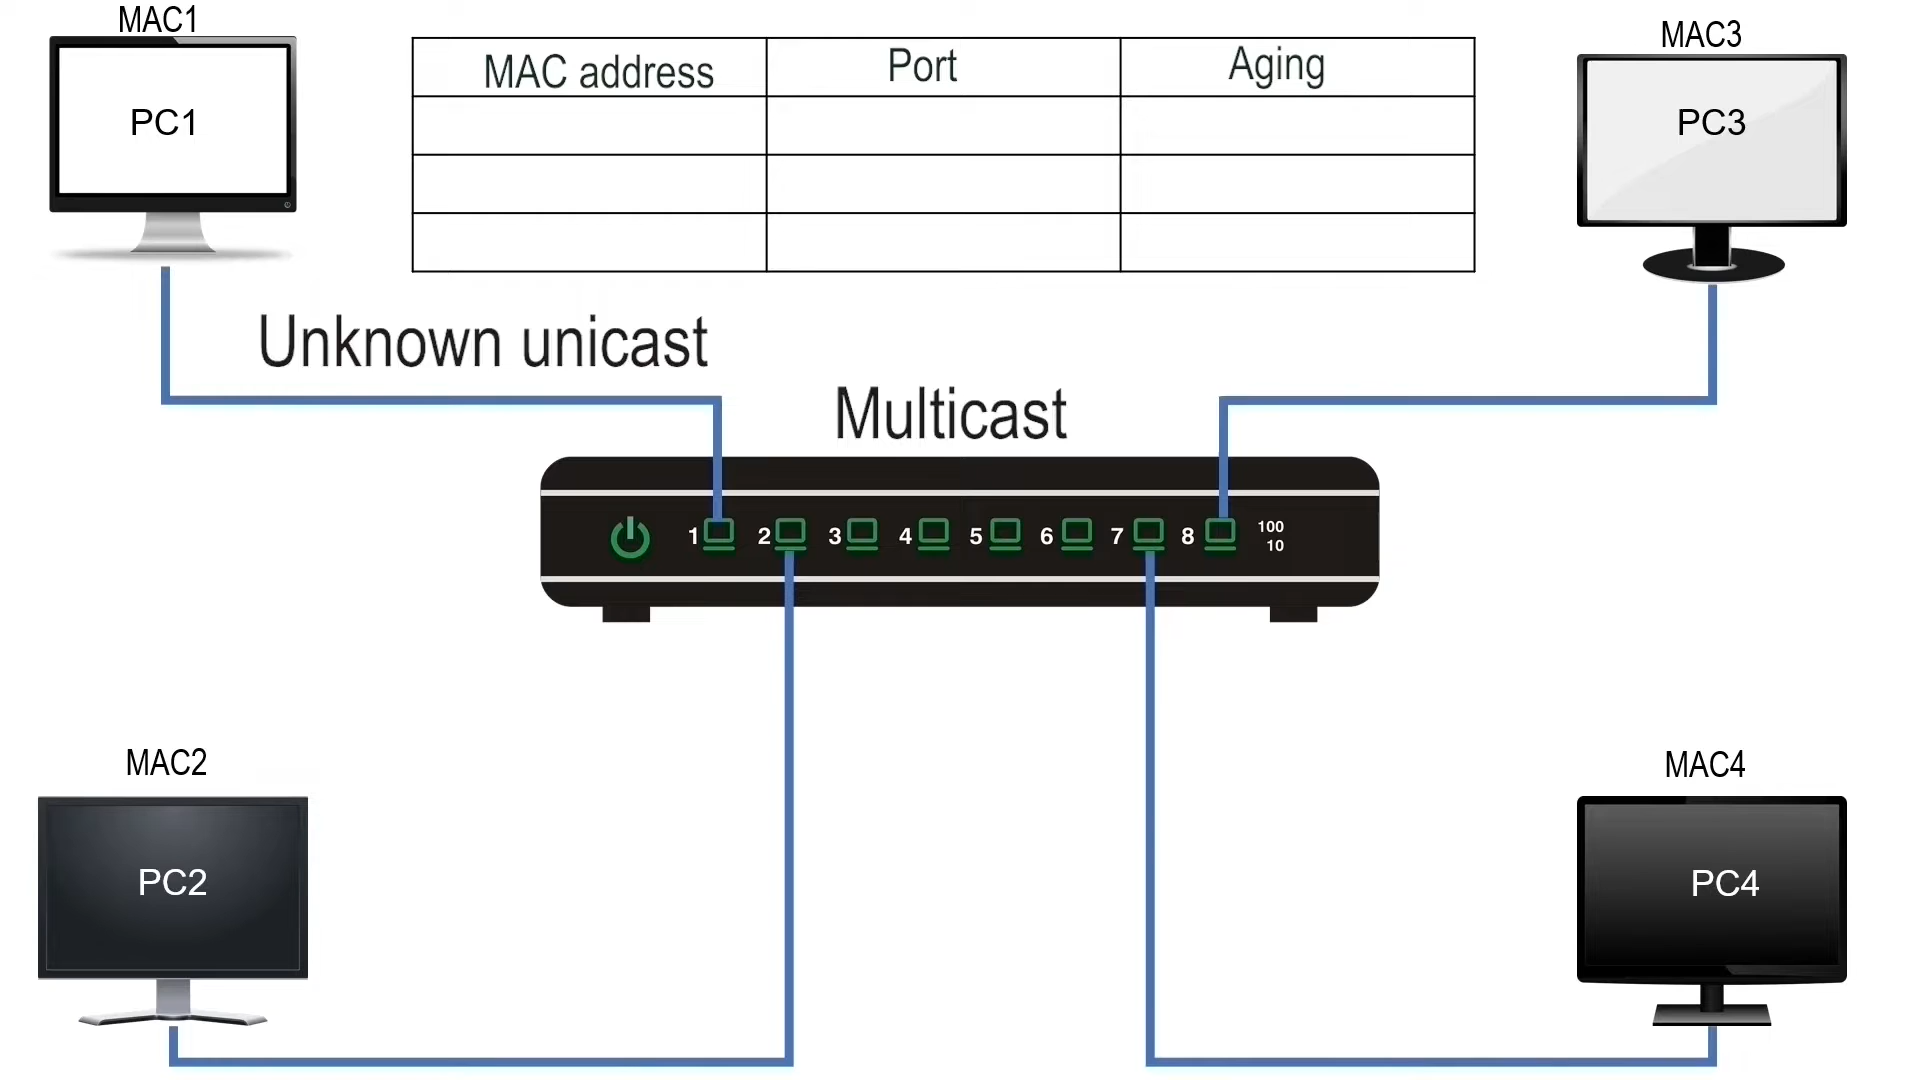 MAC1
PC1
MAC address Port Aging
MAC3
PC3
Unknown unicast
Multicast
1 2 3 4 5 6 7 8 100
10
MAC2
PC2
MAC4
PC4